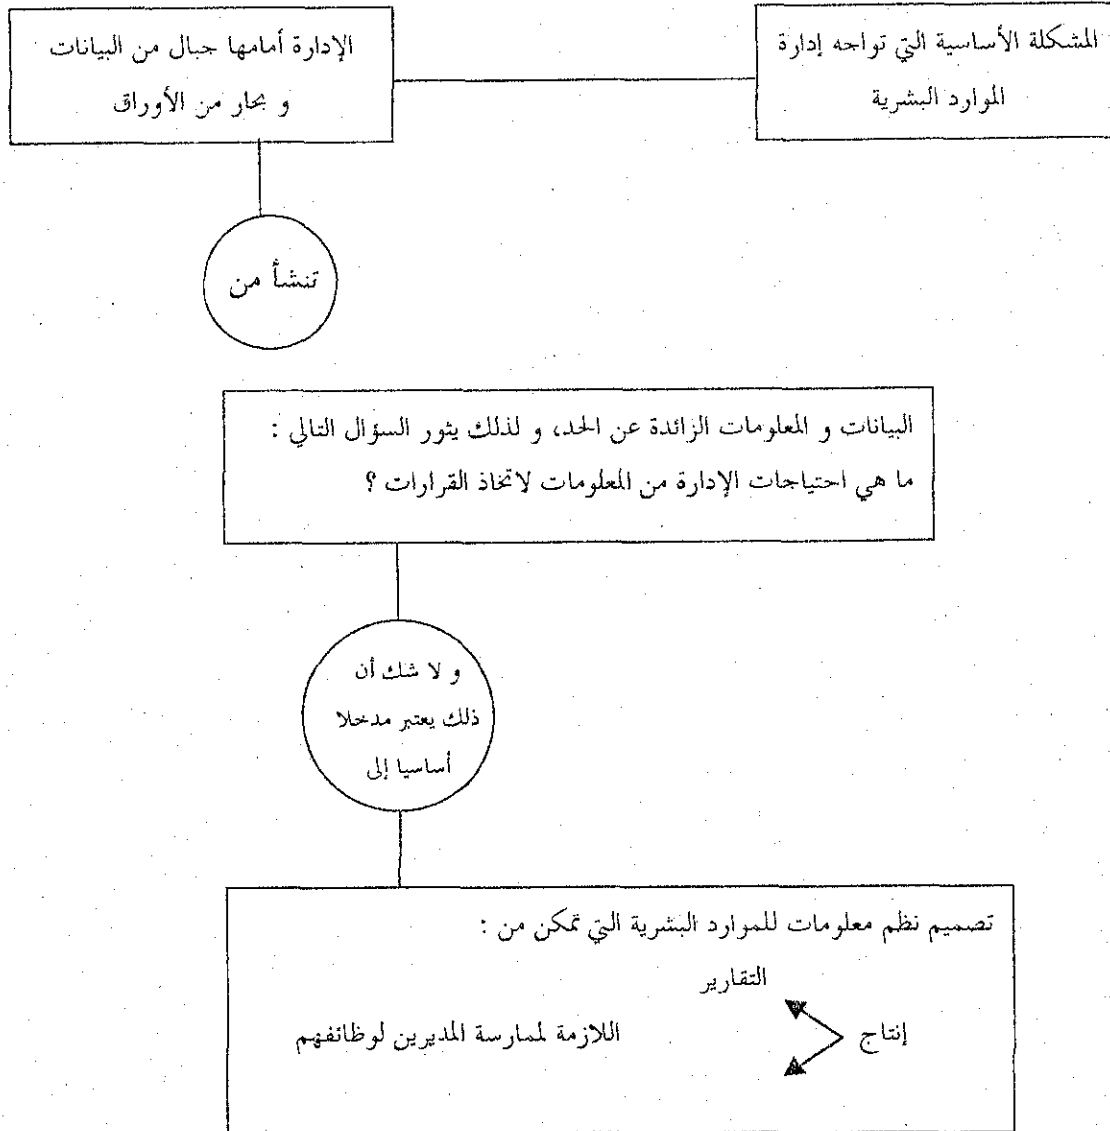 المشكلة الأساسية التي تواجه إدارة
الموارد البشرية
الإدارة أمامها جبال من البيانات
و بحار من الأوراق
تنشأ من
البيانات و المعلومات الزائدة عن الحد، و لذلك يثور السؤال التالي :
ما هي احتياجات الإدارة من المعلومات لاتخاذ القرارات ؟
و لا شك أن
ذلك يعتبر مدخلا
أساسيا إلى
تصميم نظم معلومات للموارد البشرية التي تمكن من :
التقارير
إنتاج
اللازمة لممارسة المديرين لوظائفهم